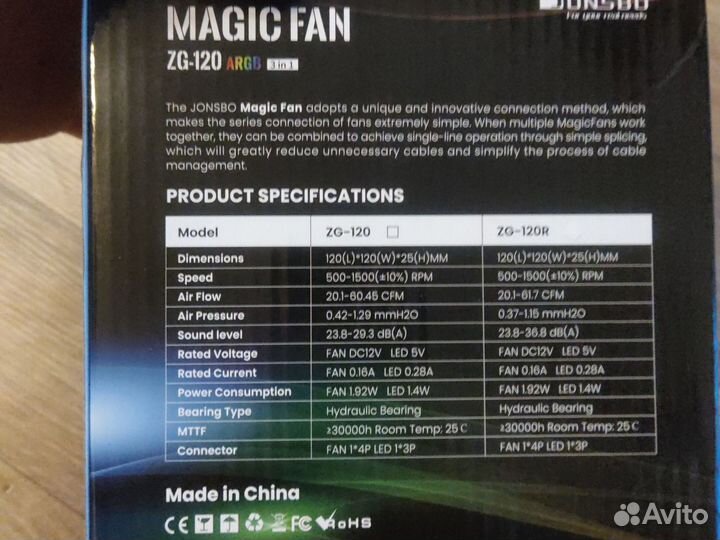 JONSBO
For your real needs
MAGIC FAN
ZG-120 ARGB 3 in 1
The JONSBO Magic Fan adopts a unique and innovative connection method, which
makes the series connection of fans extremely simple. When multiple MagicFans work
together, they can be combined to achieve single-line operation through simple splicing,
which will greatly reduce unnecessary cables and simplify the process of cable
management.
PRODUCT SPECIFICATIONS
Model ZG-120 □ ZG-120R
Dimensions 120(L)*120(W)*25(H)MM 120(L)*120(W)*25(H)MM
Speed 500-1500(±10%) RPM 500-1500(±10%) RPM
Air Flow 20.1-60.45 CFM 20.1-61.7 CFM
Air Pressure 0.42-1.29 mmH2O 0.37-1.15 mmH2O
Sound level 23.8-29.3 dB(A) 23.8-36.8 dB(A)
Rated Voltage FAN DC12V LED 5V FAN DC12V LED 5V
Rated Current FAN 0.16A LED 0.28A FAN 0.16A LED 0.28A
Power Consumption FAN 1.92W LED 1.4W FAN 1.92W LED 1.4W
Bearing Type Hydraulic Bearing Hydraulic Bearing
MTTF ≥30000h Room Temp: 25℃ ≥30000h Room Temp: 25℃
Connector FAN 1*4P LED 1*3P FAN 1*4P LED 1*3P
Made in China
CE FC RoHS
Avito